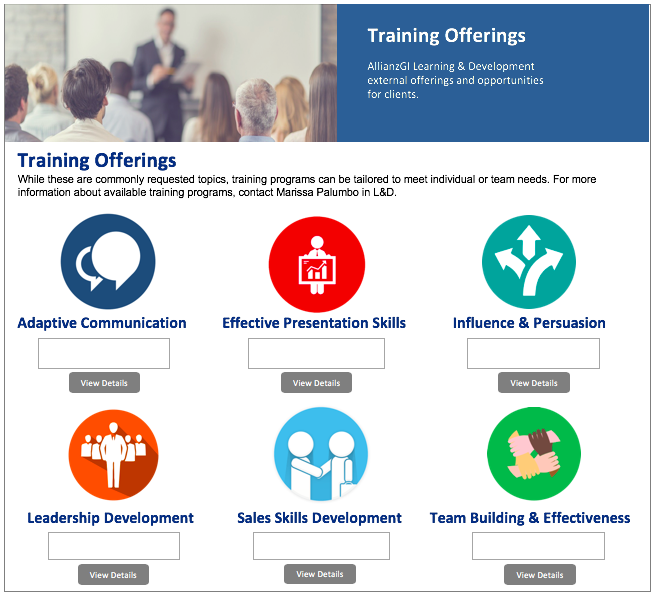 Training Offerings
AllianzGI Learning & Development
external offerings and opportunities
for clients.
Training Offerings
While these are commonly requested topics, training programs can be tailored to meet individual or team needs. For more
information about available training programs, contact Marissa Palumbo in L&D.
Adaptive Communication
Effective Presentation Skills
Influence & Persuasion
View Details
View Details
View Details
Leadership Development
Sales Skills Development
Team Building & Effectiveness
View Details
View Details
View Details